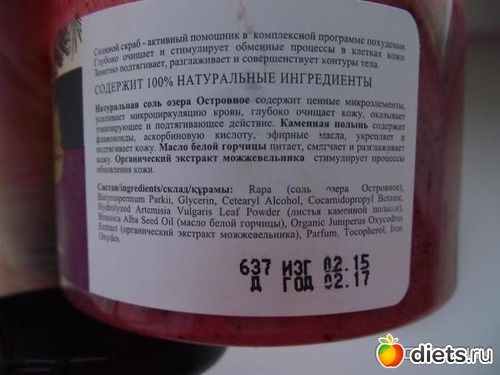 Соляной скраб - активный помощник в комплексной программе похудения.
Глубоко очищает и стимулирует обменные процессы в клетках кожи.
Заметно подтягивает, разглаживает и совершенствует контуры тела.
СОДЕРЖИТ 100% НАТУРАЛЬНЫЕ ИНГРЕДИЕНТЫ
Натуральная соль озера Островное содержит ценные микроэлементы,
усиливает микроциркуляцию крови, глубоко очищает кожу, оказывает
тонизирующее и подтягивающее действие. Каменная полынь содержит
флавоноиды, аскорбиновую кислоту, эфирные масла, укрепляет и
подтягивает кожу. Масло белой горчицы питает, смягчает и разглаживает
кожу. Органический экстракт можжевельника стимулирует процессы
обновления кожи.
Состав/ingredients/склад/құрамы: Rapa (соль озера Островное),
Butyrospermum Parkii, Glycerin, Cetearyl Alcohol, Cocamidopropyl Betaine,
Hydrolyzed Artemisia Vulgaris Leaf Powder (листья каменной полыни),
Brassica Alba Seed Oil (масло белой горчицы), Organic Juniperus Oxycedrus
Extract (органический экстракт можжевельника), Parfum, Tocopherol, Iron
Oxydes.
637 ИЗГ 02.15
Д ГОД 02.17
diets.ru